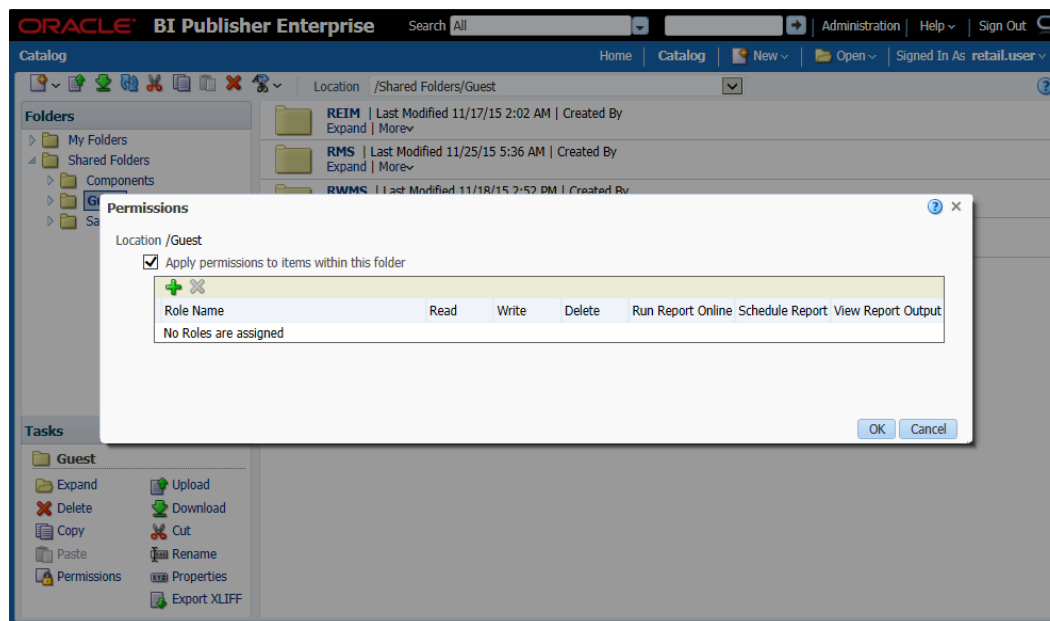 ORACLE BI Publisher Enterprise Search All Administration Help Sign Out
Catalog Home Catalog New Open Signed In As retail.user
Location /Shared Folders/Guest
Folders
My Folders
Shared Folders
Components
REIM | Last Modified 11/17/15 2:02 AM | Created By
Expand | More
RMS | Last Modified 11/25/15 5:36 AM | Created By
Expand | More
RWMS | Last Modified 11/18/15 2:52 PM | Created By
Permissions
Location /Guest
Apply permissions to items within this folder
Role Name Read Write Delete Run Report Online Schedule Report View Report Output
No Roles are assigned
OK Cancel
Tasks
Guest
Expand Upload
Delete Download
Copy Cut
Paste Rename
Permissions Properties
Export XLIFF